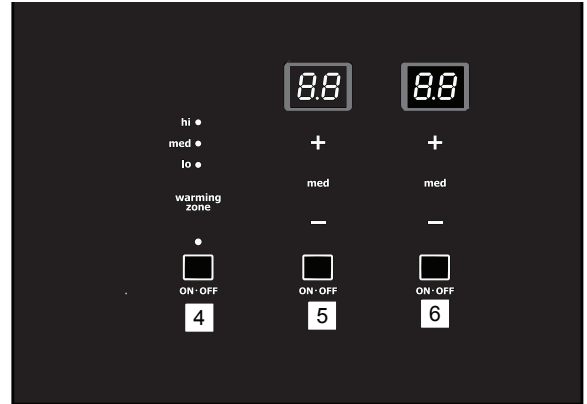 8.8 8.8
hi
med
lo
+ +
med med
warming
zone
− −
ON·OFF ON·OFF ON·OFF
4 5 6